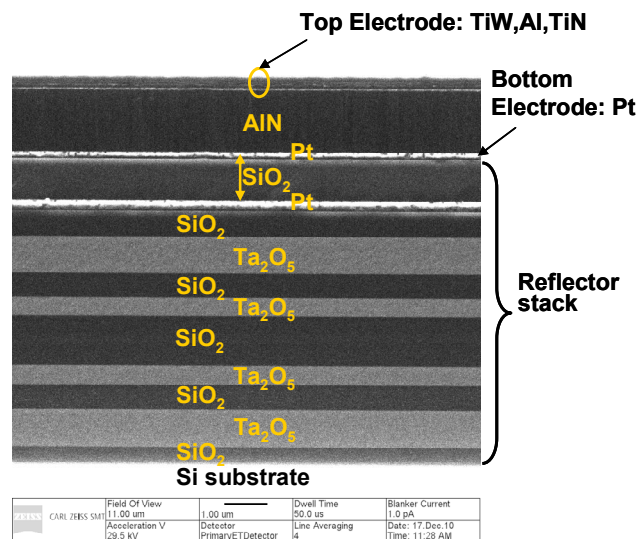 Top Electrode: TiW,Al,TiN
Bottom
Electrode: Pt
AlN
Pt
SiO₂
Pt
SiO₂
Ta₂O₅
SiO₂
Ta₂O₅
SiO₂
Ta₂O₅
SiO₂
Ta₂O₅
SiO₂
Reflector
stack
Si substrate
ZEISS CARL ZEISS SMT
Field Of View
11.00 um
1.00 um
Dwell Time
50.0 us
Blanker Current
1.0 pA
Acceleration V
29.5 kV
Detector
PrimaryETDetector
Line Averaging
4
Date: 17.Dec.10
Time: 11:28 AM